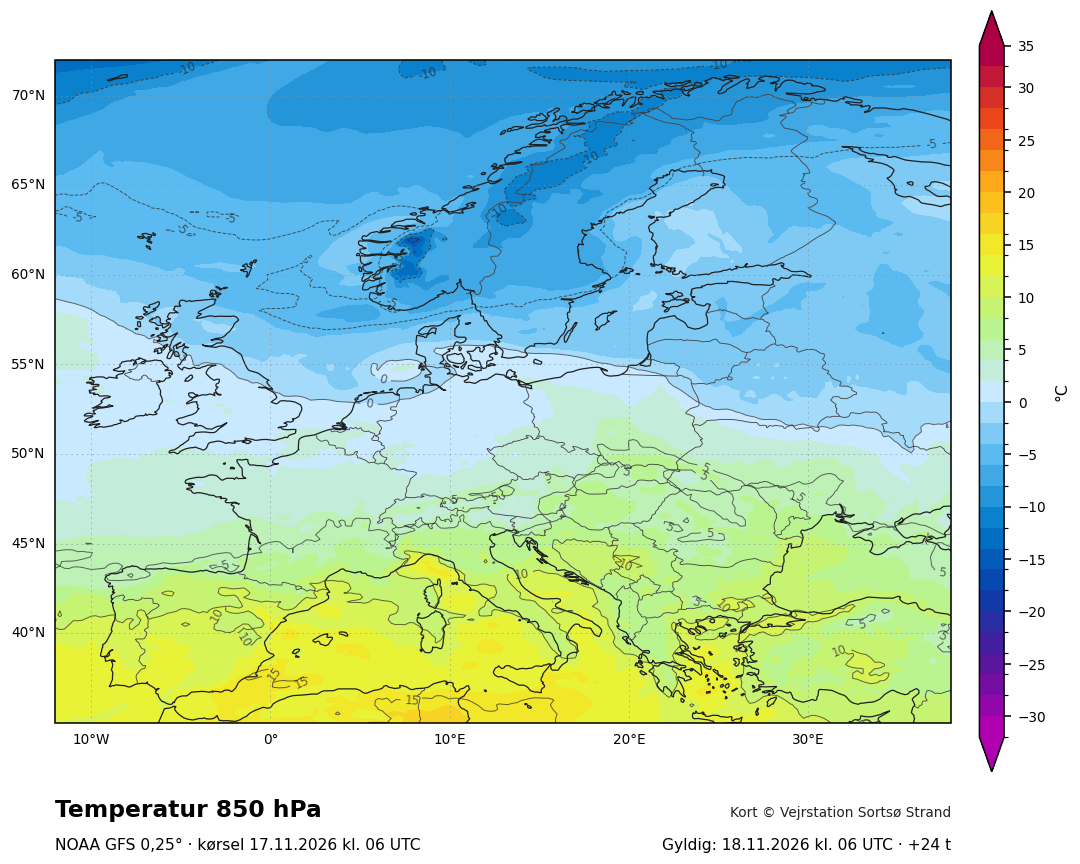 35
30
25
20
15
10
5
0
−5
−10
−15
−20
−25
−30
°C
70°N
65°N
60°N
55°N
50°N
45°N
40°N
10°W
0°
10°E
20°E
30°E
Temperatur 850 hPa
Kort © Vejrstation Sortsø Strand
NOAA GFS 0,25° · kørsel 17.11.2026 kl. 06 UTC
Gyldig: 18.11.2026 kl. 06 UTC · +24 t